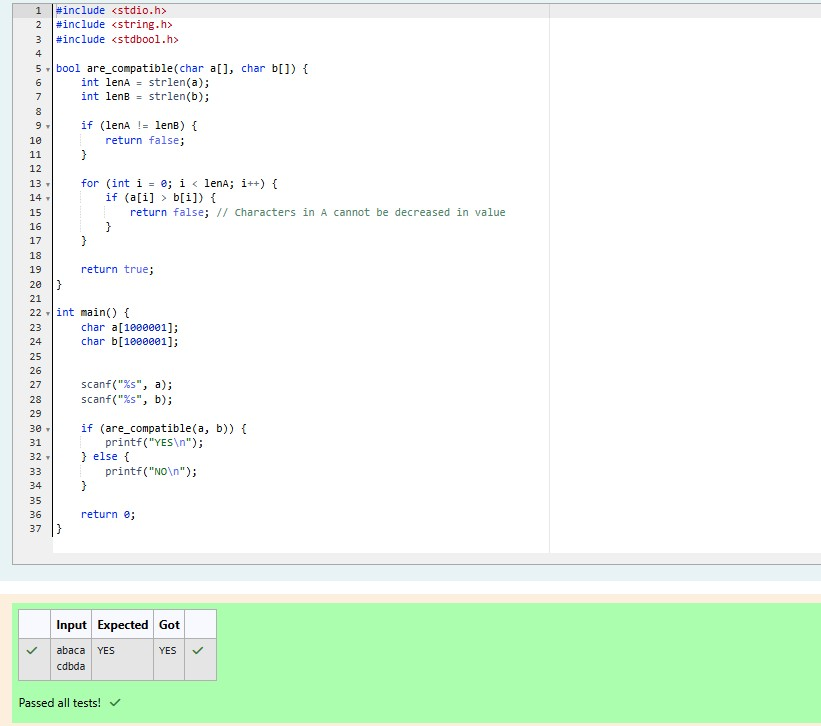 1 #include <stdio.h>
2 #include <string.h>
3 #include <stdbool.h>
4
5 bool are_compatible(char a[], char b[]) {
6     int lenA = strlen(a);
7     int lenB = strlen(b);
8
9     if (lenA != lenB) {
10         return false;
11     }
12
13     for (int i = 0; i < lenA; i++) {
14         if (a[i] > b[i]) {
15             return false; // Characters in A cannot be decreased in value
16         }
17     }
18
19     return true;
20 }
21
22 int main() {
23     char a[1000001];
24     char b[1000001];
25
26
27     scanf("%s", a);
28     scanf("%s", b);
29
30     if (are_compatible(a, b)) {
31         printf("YES\n");
32     } else {
33         printf("NO\n");
34     }
35
36     return 0;
37 }
Input Expected Got
abaca YES YES
cdbda
Passed all tests!